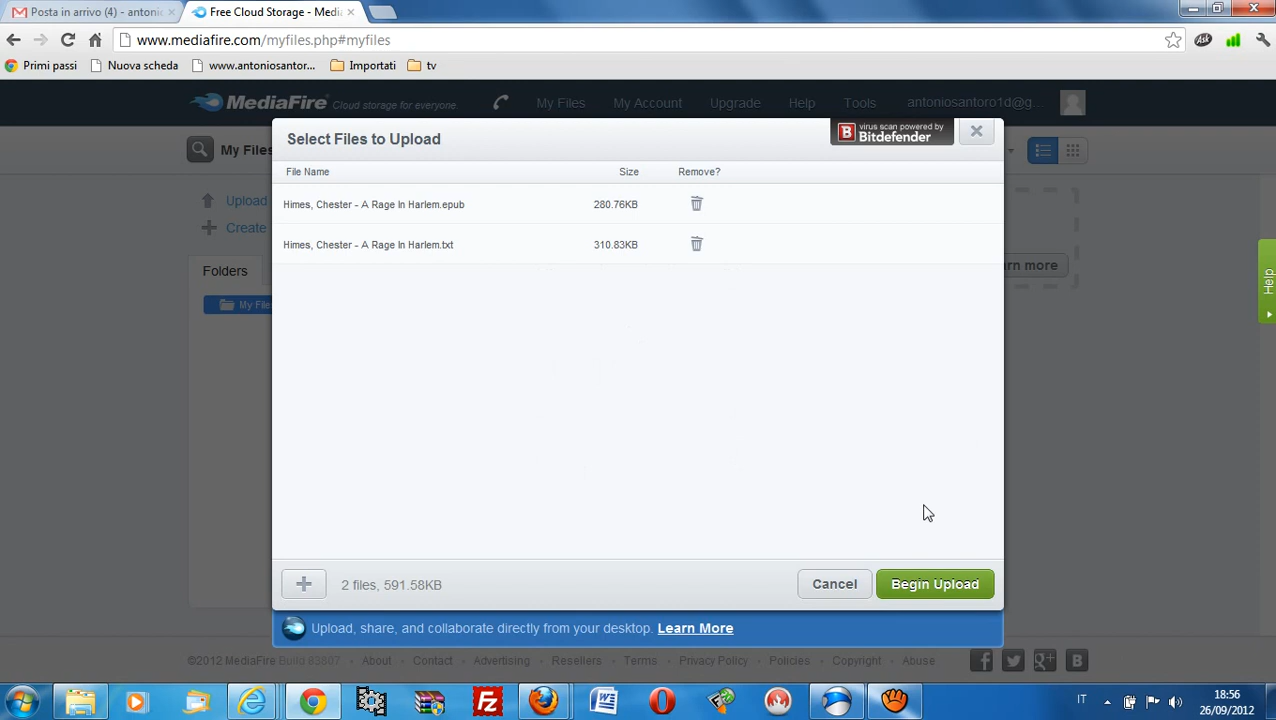 Posta in arrivo (4) - antonio
Free Cloud Storage - Media
www.mediafire.com/myfiles.php#myfiles
Ask
Primi passi
Nuova scheda
www.antoniosantor...
Importati
tv
MediaFire Cloud storage for everyone.
My Files
My Account
Upgrade
Help
Tools
antoniosantoro1d@g...
My Files
Select Files to Upload
B virus scan powered by
Bitdefender
File Name Size Remove?
Upload
Himes, Chester - A Rage In Harlem.epub 280.76KB
Create
Himes, Chester - A Rage In Harlem.txt 310.83KB
Folders
rn more
Help
My File
2 files, 591.58KB
Cancel
Begin Upload
Upload, share, and collaborate directly from your desktop. Learn More
©2012 MediaFire Build 83807 · About · Contact · Advertising · Resellers · Terms · Privacy Policy · Policies · Copyright · Abuse
IT
18:56
26/09/2012